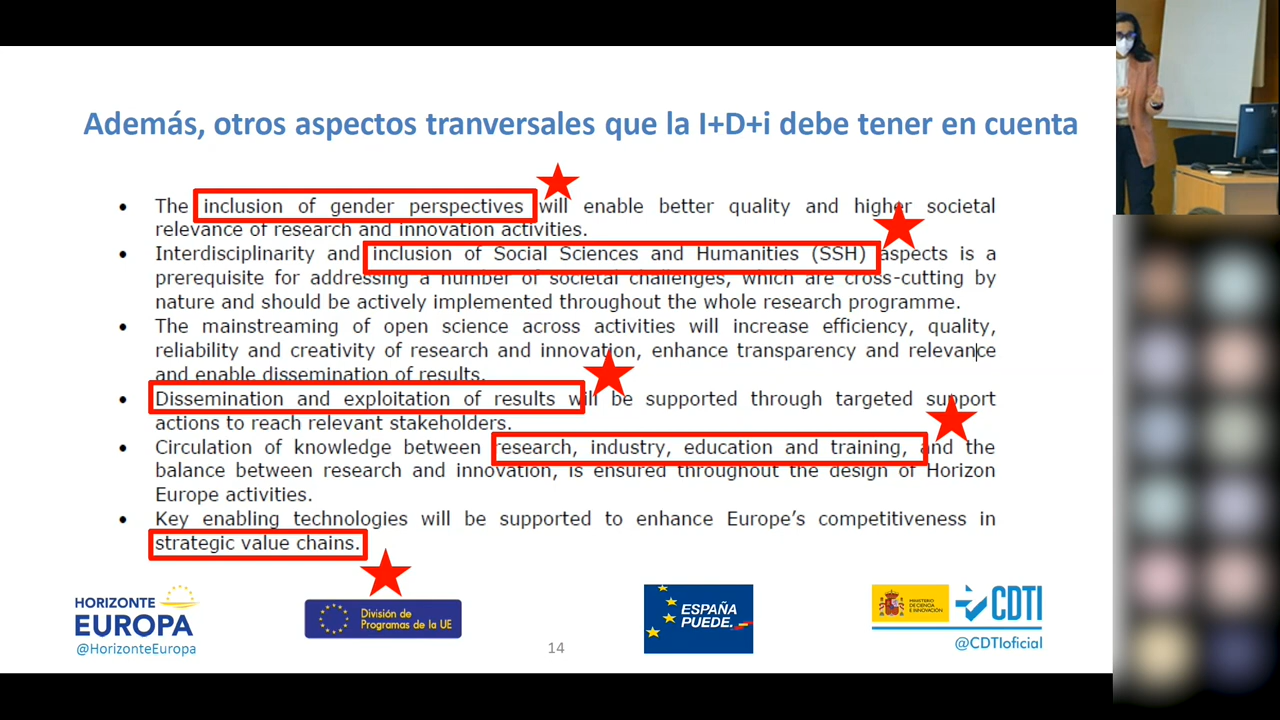 Además, otros aspectos tranversales que la I+D+i debe tener en cuenta
• The inclusion of gender perspectives will enable better quality and higher societal
relevance of research and innovation activities.
• Interdisciplinarity and inclusion of Social Sciences and Humanities (SSH) aspects is a
prerequisite for addressing a number of societal challenges, which are cross-cutting by
nature and should be actively implemented throughout the whole research programme.
• The mainstreaming of open science across activities will increase efficiency, quality,
reliability and creativity of research and innovation, enhance transparency and relevance
and enable dissemination of results.
• Dissemination and exploitation of results will be supported through targeted support
actions to reach relevant stakeholders.
• Circulation of knowledge between research, industry, education and training, and the
balance between research and innovation, is ensured throughout the design of Horizon
Europe activities.
• Key enabling technologies will be supported to enhance Europe's competitiveness in
strategic value chains.
HORIZONTE
EUROPA
@HorizonteEuropa
División de
Programas de la UE
14
ESPAÑA
PUEDE.
MINISTERIO
DE CIENCIA
E INNOVACIÓN
CDTI
@CDTIoficial